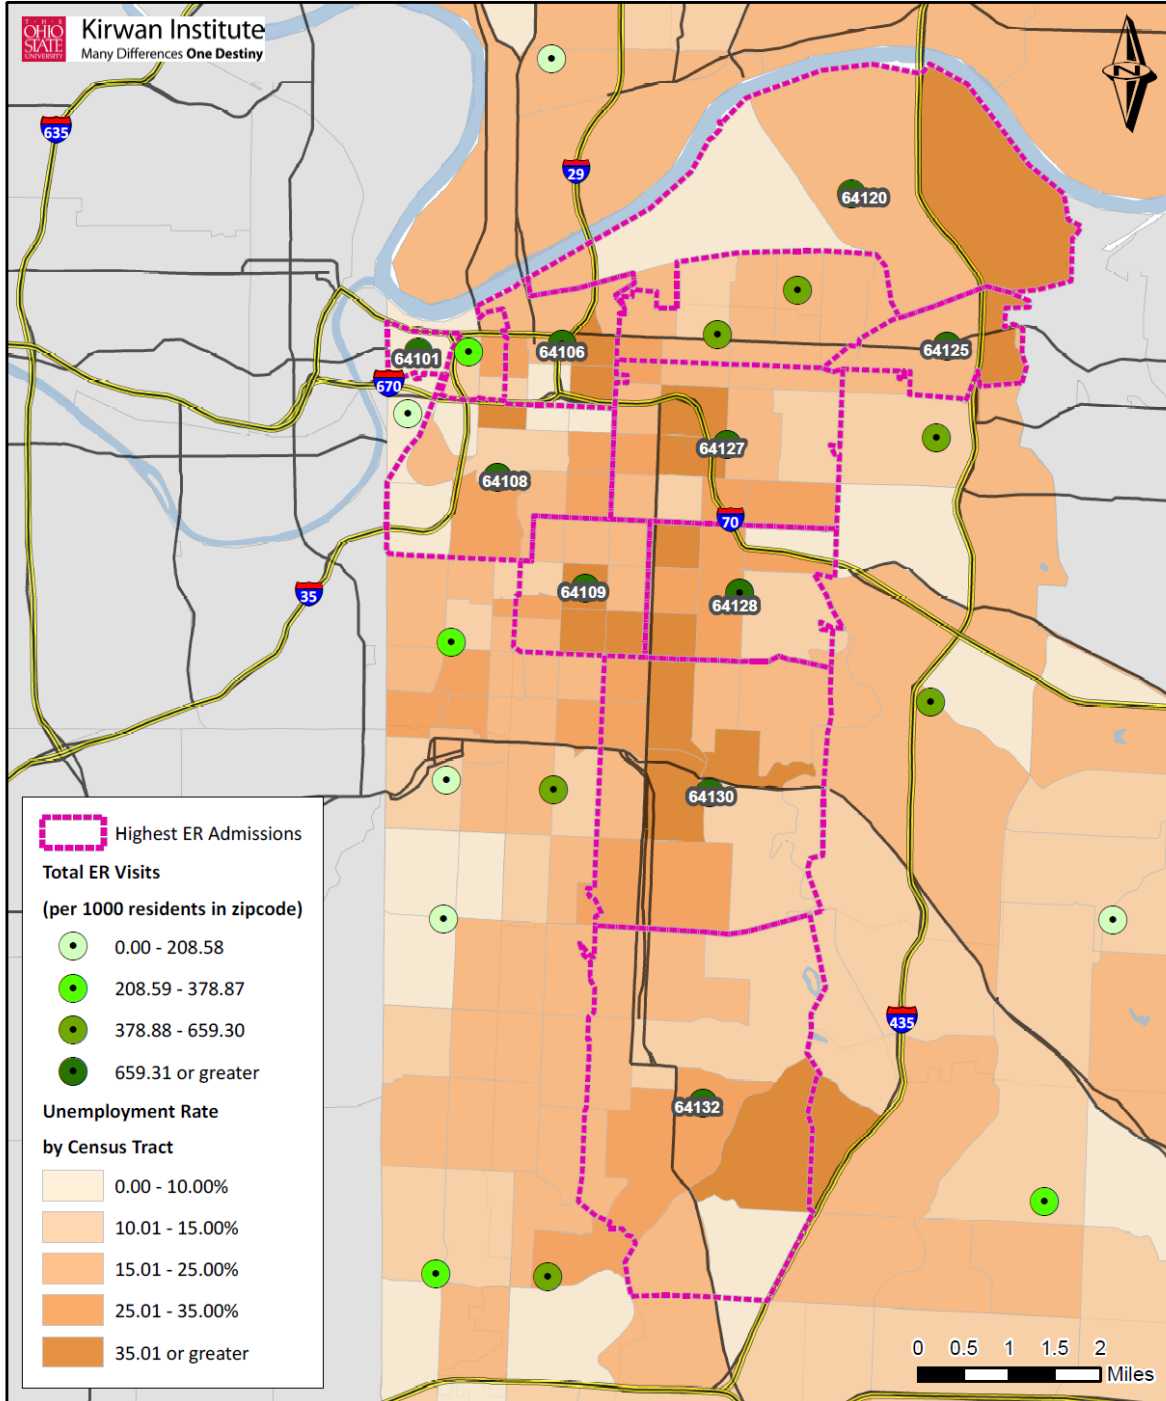 THE
OHIO
STATE
UNIVERSITY
Kirwan Institute
Many Differences One Destiny
N
635
29
64120
64101
64106
64125
670
64127
64108
70
64109
64128
35
64130
435
64132
Highest ER Admissions
Total ER Visits
(per 1000 residents in zipcode)
0.00 - 208.58
208.59 - 378.87
378.88 - 659.30
659.31 or greater
Unemployment Rate
by Census Tract
0.00 - 10.00%
10.01 - 15.00%
15.01 - 25.00%
25.01 - 35.00%
35.01 or greater
0 0.5 1 1.5 2
Miles